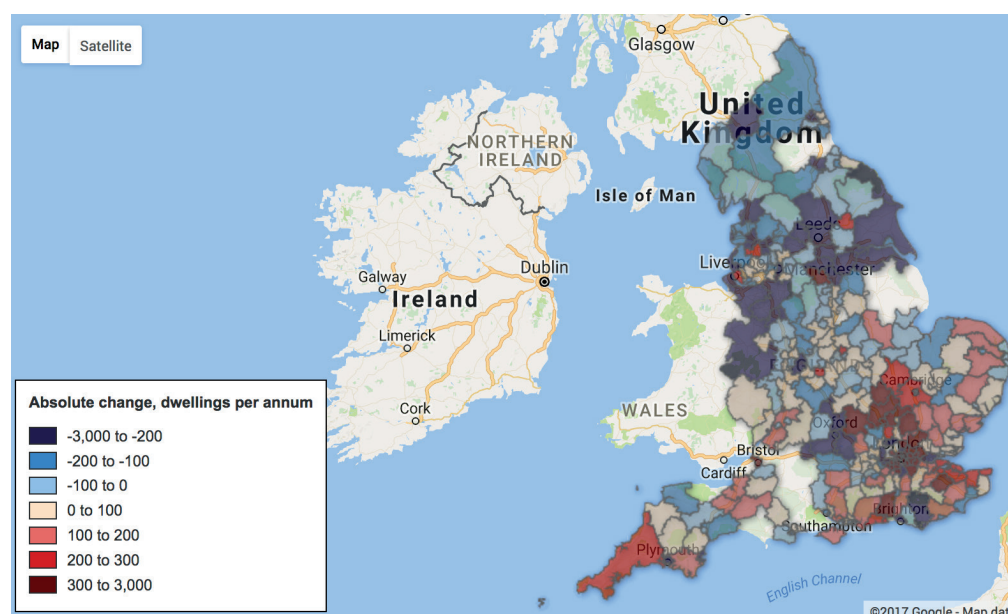 Map
Satellite
Glasgow
United
Kingdom
NORTHERN
IRELAND
Isle of Man
Leeds
Liverpool
Manchester
Dublin
Galway
Ireland
Limerick
Cork
WALES
Cambridge
Oxford
London
Bristol
Cardiff
Southampton
Brighton
Plymouth
English Channel
Absolute change, dwellings per annum
-3,000 to -200
-200 to -100
-100 to 0
0 to 100
100 to 200
200 to 300
300 to 3,000
©2017 Google - Map dat